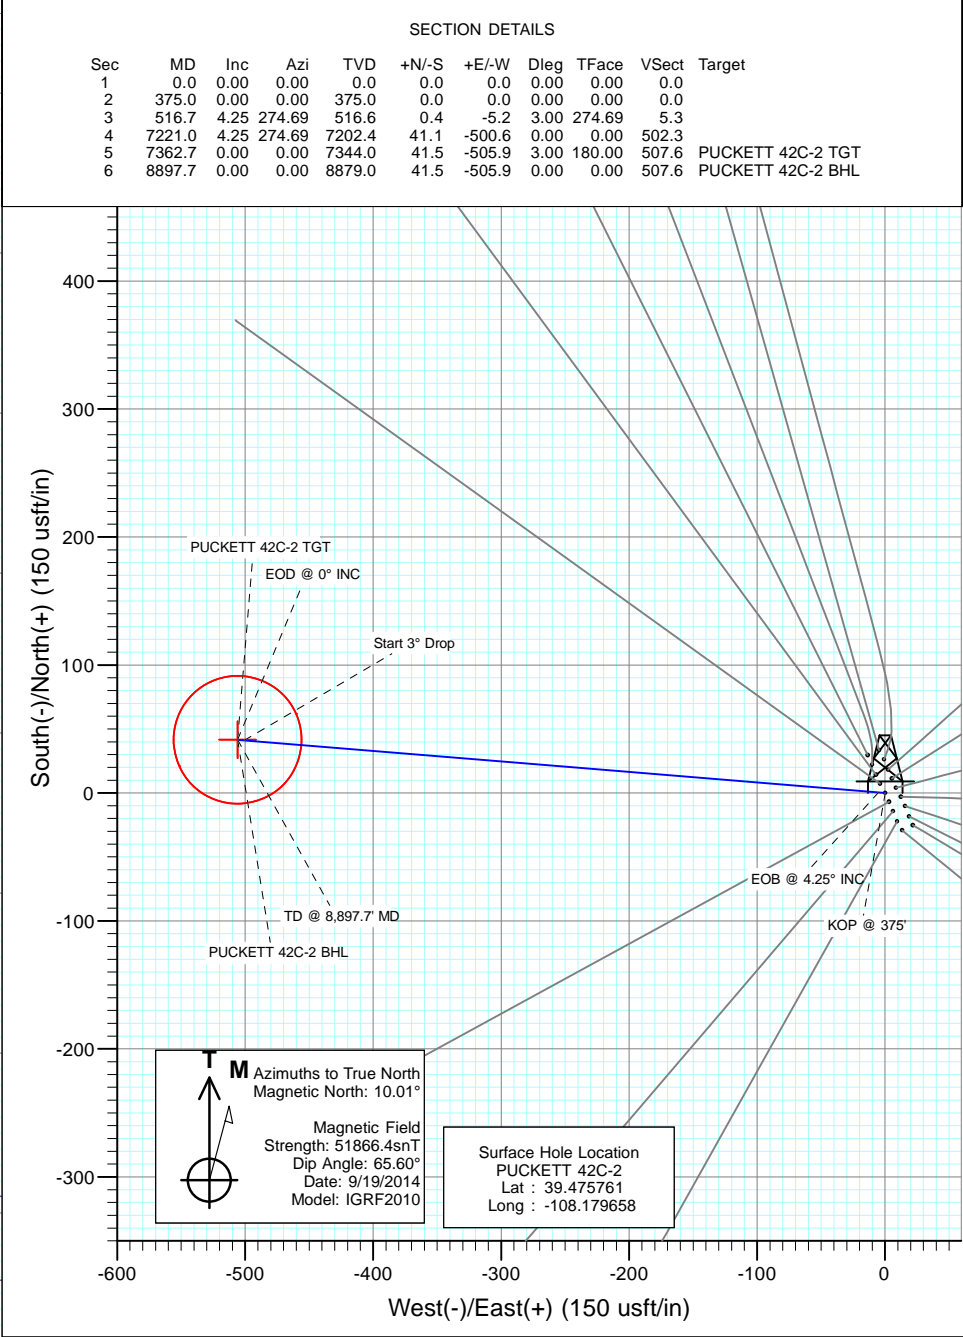 SECTION DETAILS
Sec MD Inc Azi TVD +N/-S +E/-W Dleg TFace VSect Target
1 0.0 0.00 0.00 0.0 0.0 0.0 0.00 0.00 0.0
2 375.0 0.00 0.00 375.0 0.0 0.0 0.00 0.00 0.0
3 516.7 4.25 274.69 516.6 0.4 -5.2 3.00 274.69 5.3
4 7221.0 4.25 274.69 7202.4 41.1 -500.6 0.00 0.00 502.3
5 7362.7 0.00 0.00 7344.0 41.5 -505.9 3.00 180.00 507.6 PUCKETT 42C-2 TGT
6 8897.7 0.00 0.00 8879.0 41.5 -505.9 0.00 0.00 507.6 PUCKETT 42C-2 BHL
South(-)/North(+) (150 usft/in)
400
300
200
100
0
-100
-200
-300
PUCKETT 42C-2 TGT
EOD @ 0° INC
Start 3° Drop
EOB @ 4.25° INC
TD @ 8,897.7' MD
KOP @ 375'
PUCKETT 42C-2 BHL
T
M
Azimuths to True North
Magnetic North: 10.01°
Magnetic Field
Strength: 51866.4snT
Dip Angle: 65.60°
Date: 9/19/2014
Model: IGRF2010
Surface Hole Location
PUCKETT 42C-2
Lat : 39.475761
Long : -108.179658
-600 -500 -400 -300 -200 -100 0
West(-)/East(+) (150 usft/in)